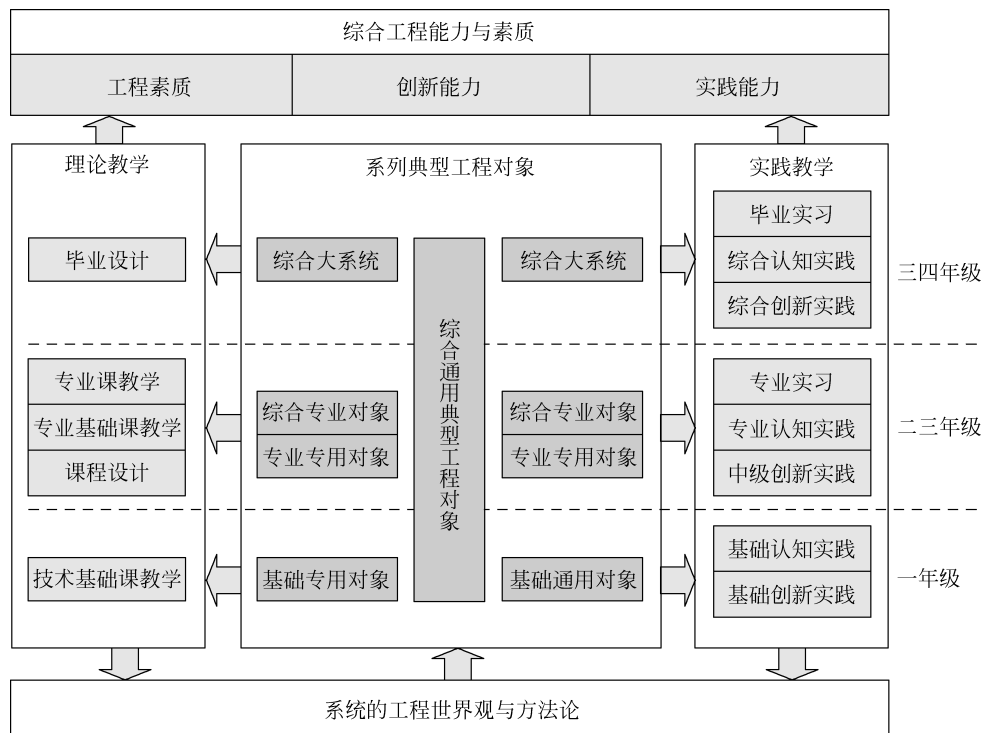 综合工程能力与素质
工程素质
创新能力
实践能力
理论教学
系列典型工程对象
实践教学
毕业设计
综合大系统
综合大系统
毕业实习
综合认知实践
综合创新实践
三四年级
综合通用典型工程对象
专业课教学
专业基础课教学
课程设计
综合专业对象
专业专用对象
综合专业对象
专业专用对象
专业实习
专业认知实践
中级创新实践
二三年级
技术基础课教学
基础专用对象
基础通用对象
基础认知实践
基础创新实践
一年级
系统的工程世界观与方法论